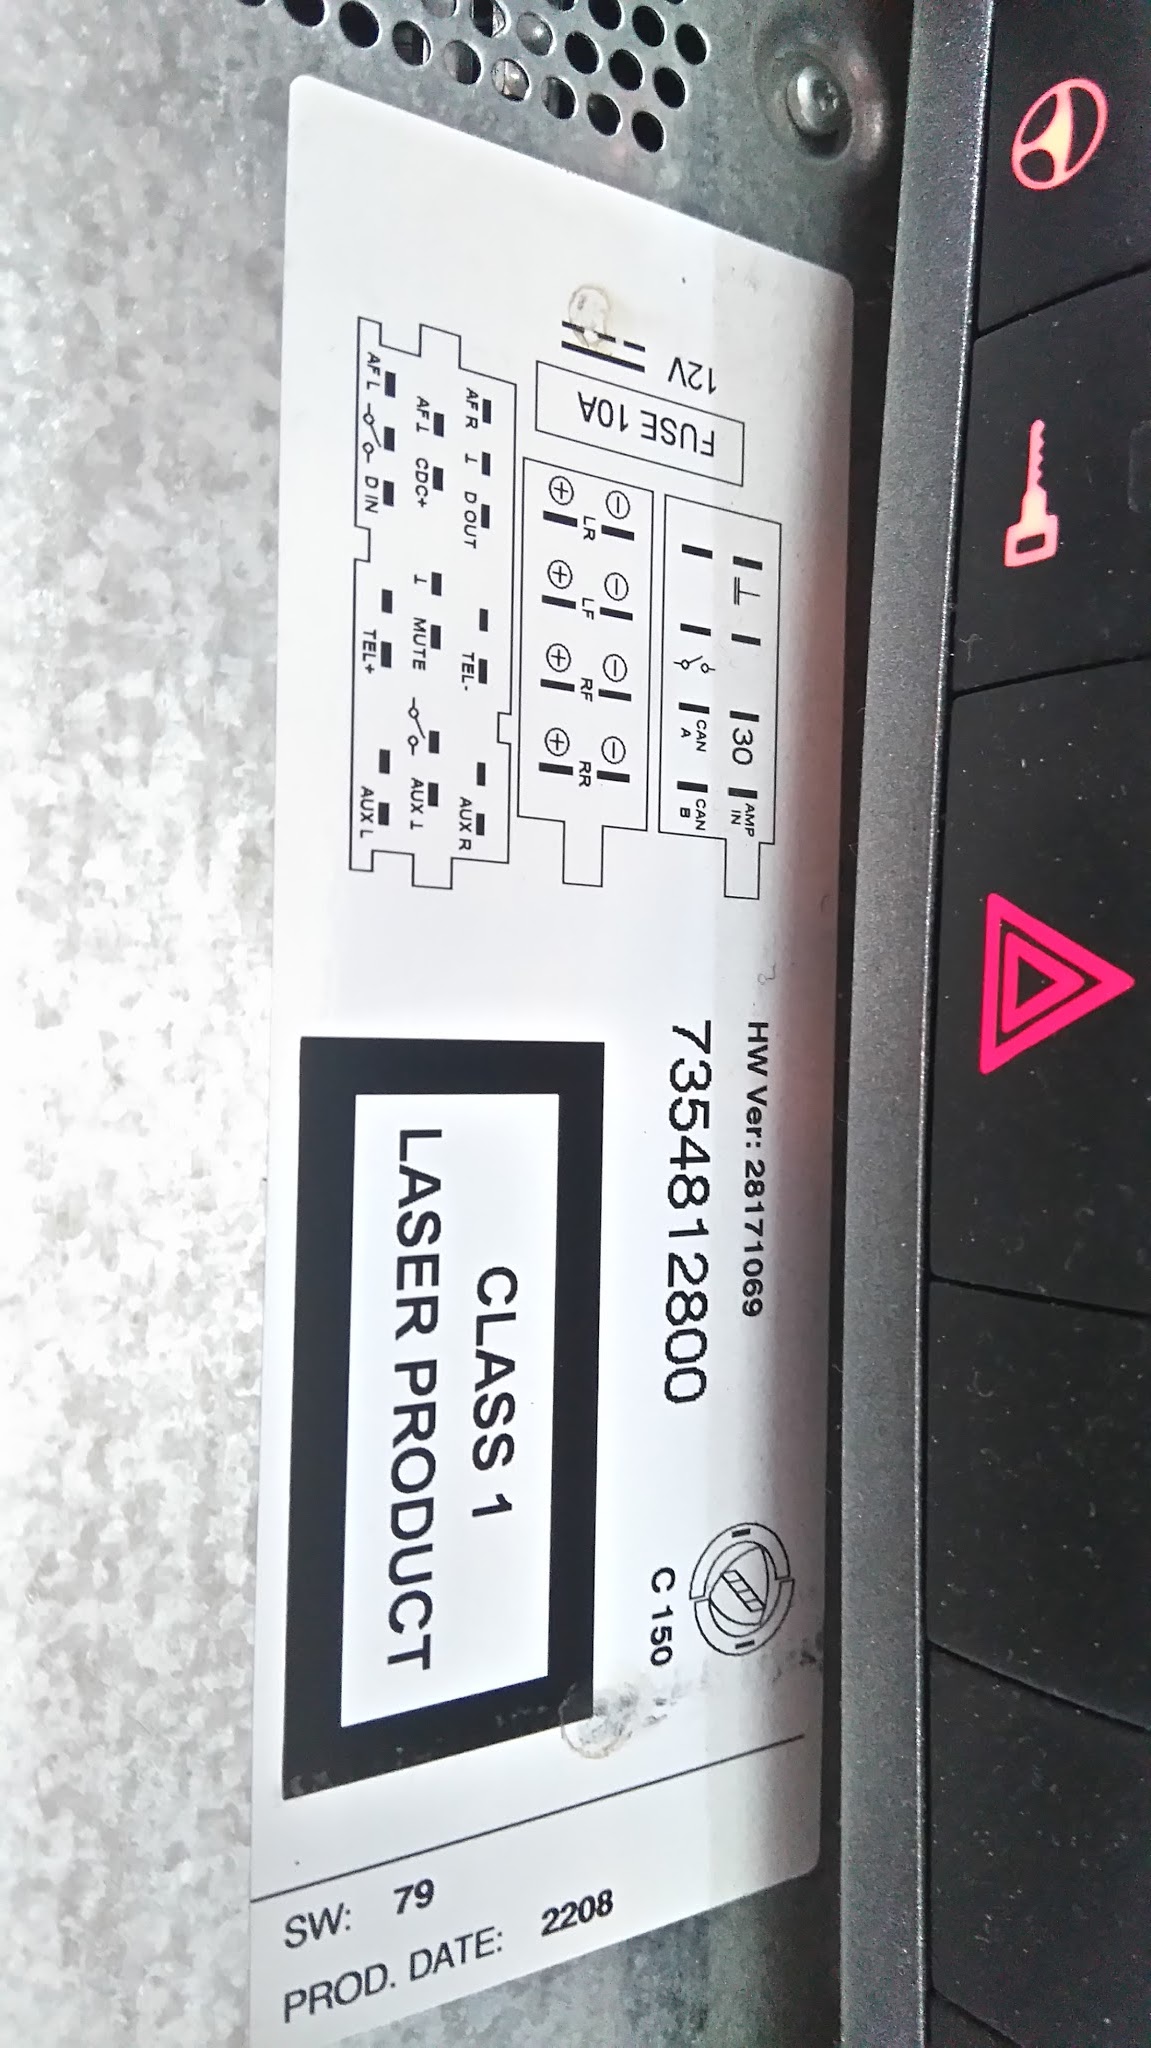 12V
FUSE 10A
⊥ 30 AMP IN
CAN A CAN B
LR LF RF RR
AF R ⊥ D OUT TEL- AUX R
AF⊥ CDC+ ⊥ MUTE AUX ⊥
AF L D IN TEL+ AUX L
HW Ver: 28171069
7354812800
C 150
CLASS 1
LASER PRODUCT
SW: 79
PROD. DATE: 2208